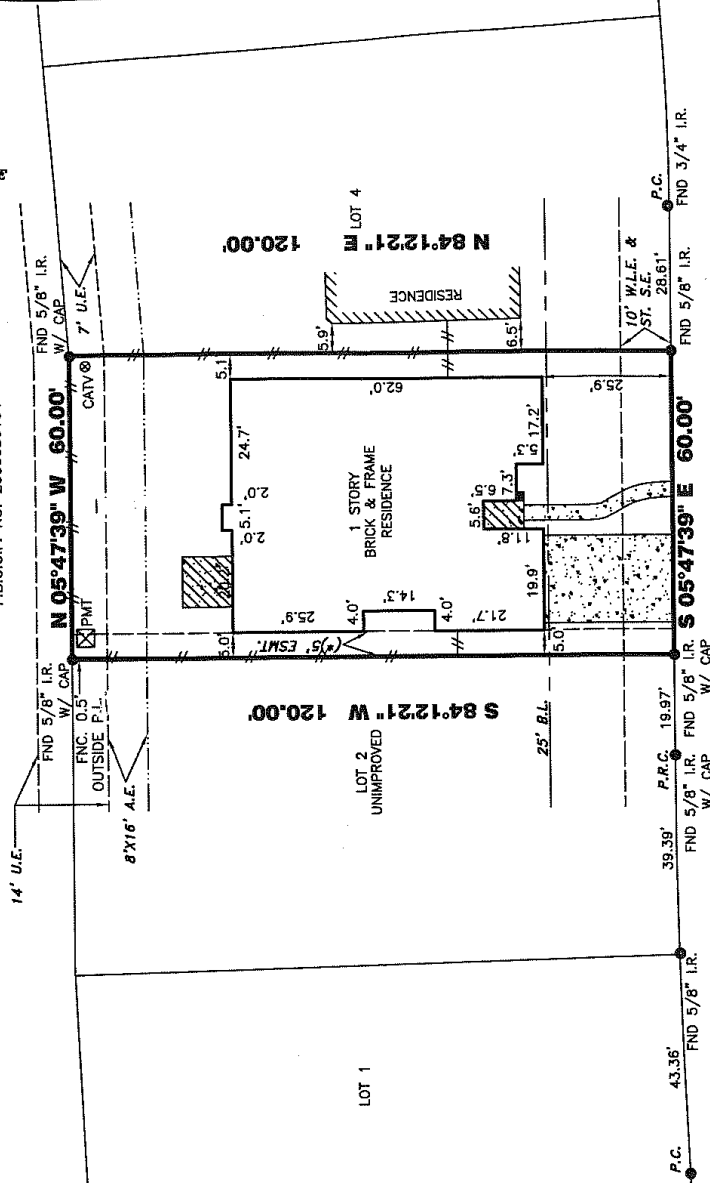 14' U.E.
7' U.E.
FND 5/8" I.R.
W/ CAP
FND 5/8" I.R.
W/ CAP
N 05°47'39" W 60.00'
FNC. 0.5'
OUTSIDE P.L.
PMT
CATV
8'X16' A.E.
5.1
5.0'
24.7'
2.0'
5.1'
2.0'
25.9'
4.0'
14.3'
4.0'
21.7'
62.0'
1 STORY
BRICK & FRAME
RESIDENCE
(*)5' ESMT.
5.9'
RESIDENCE
6.5'
LOT 4
N 84°12'21" E 120.00'
S 84°12'21" W 120.00'
LOT 2
UNIMPROVED
LOT 1
25' B.L.
5.0'
19.9'
11.8'
5.6'
6.5'
7.3'
5.3'
17.2'
25.9'
10' W.L.E. &
ST. S.E.
S 05°47'39" E 60.00'
P.C.
43.36'
FND 5/8" I.R.
39.39'
P.R.C.
FND 5/8" I.R.
W/ CAP
19.97'
FND 5/8" I.R.
W/ CAP
28.61'
FND 5/8" I.R.
P.C.
FND 3/4" I.R.